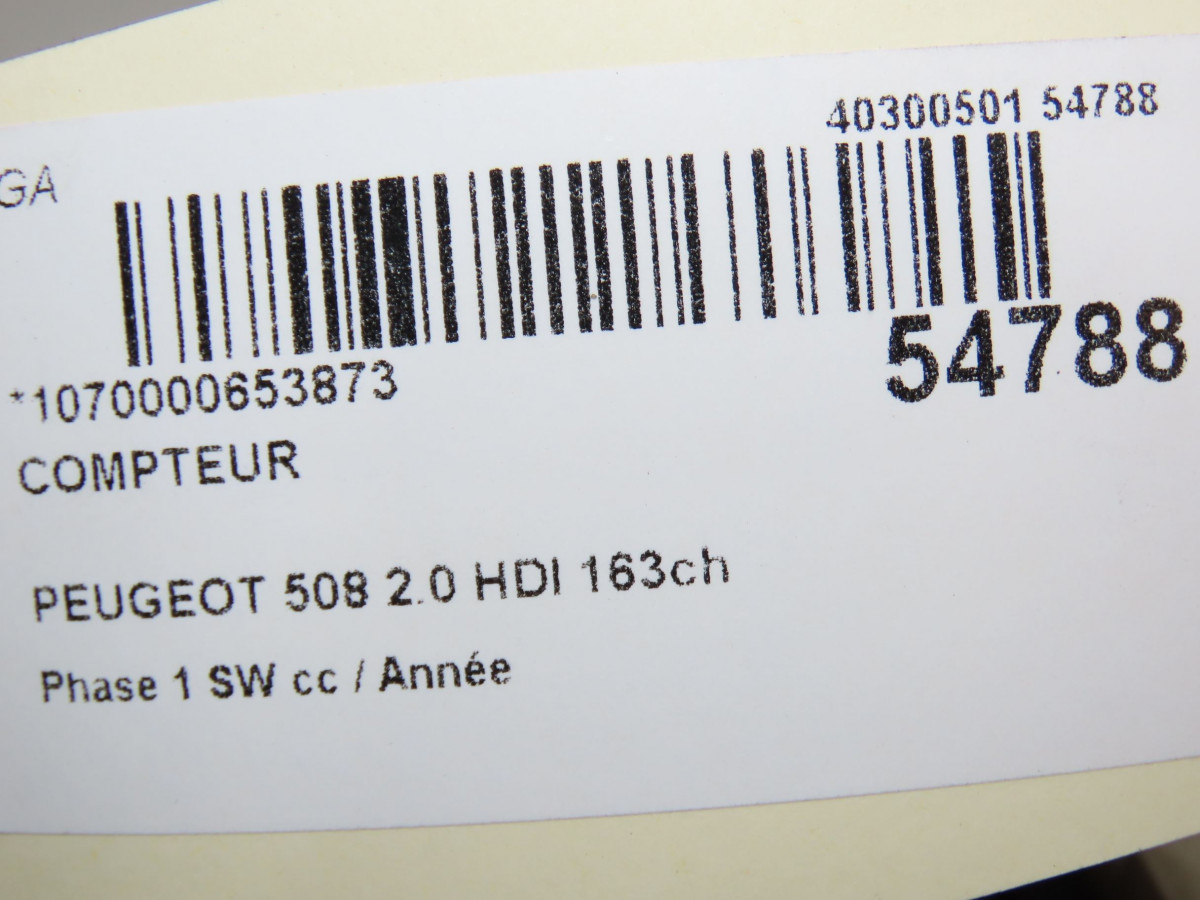 40300501 54788
GA
54788
*1070000653873
COMPTEUR
PEUGEOT 508 2.0 HDI 163ch
Phase 1 SW cc / Année